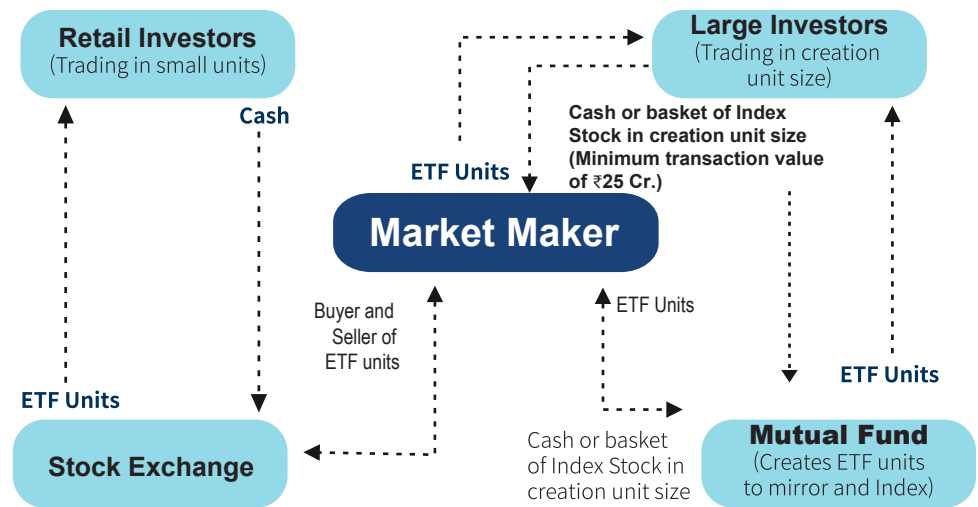 Retail Investors
(Trading in small units)
Large Investors
(Trading in creation
unit size)
Cash
Cash or basket of Index
Stock in creation unit size
(Minimum transaction value
of ₹25 Cr.)
ETF Units
Market Maker
Buyer and
Seller of
ETF units
ETF Units
ETF Units
ETF Units
Stock Exchange
Cash or basket
of Index Stock in
creation unit size
Mutual Fund
(Creates ETF units
to mirror and Index)